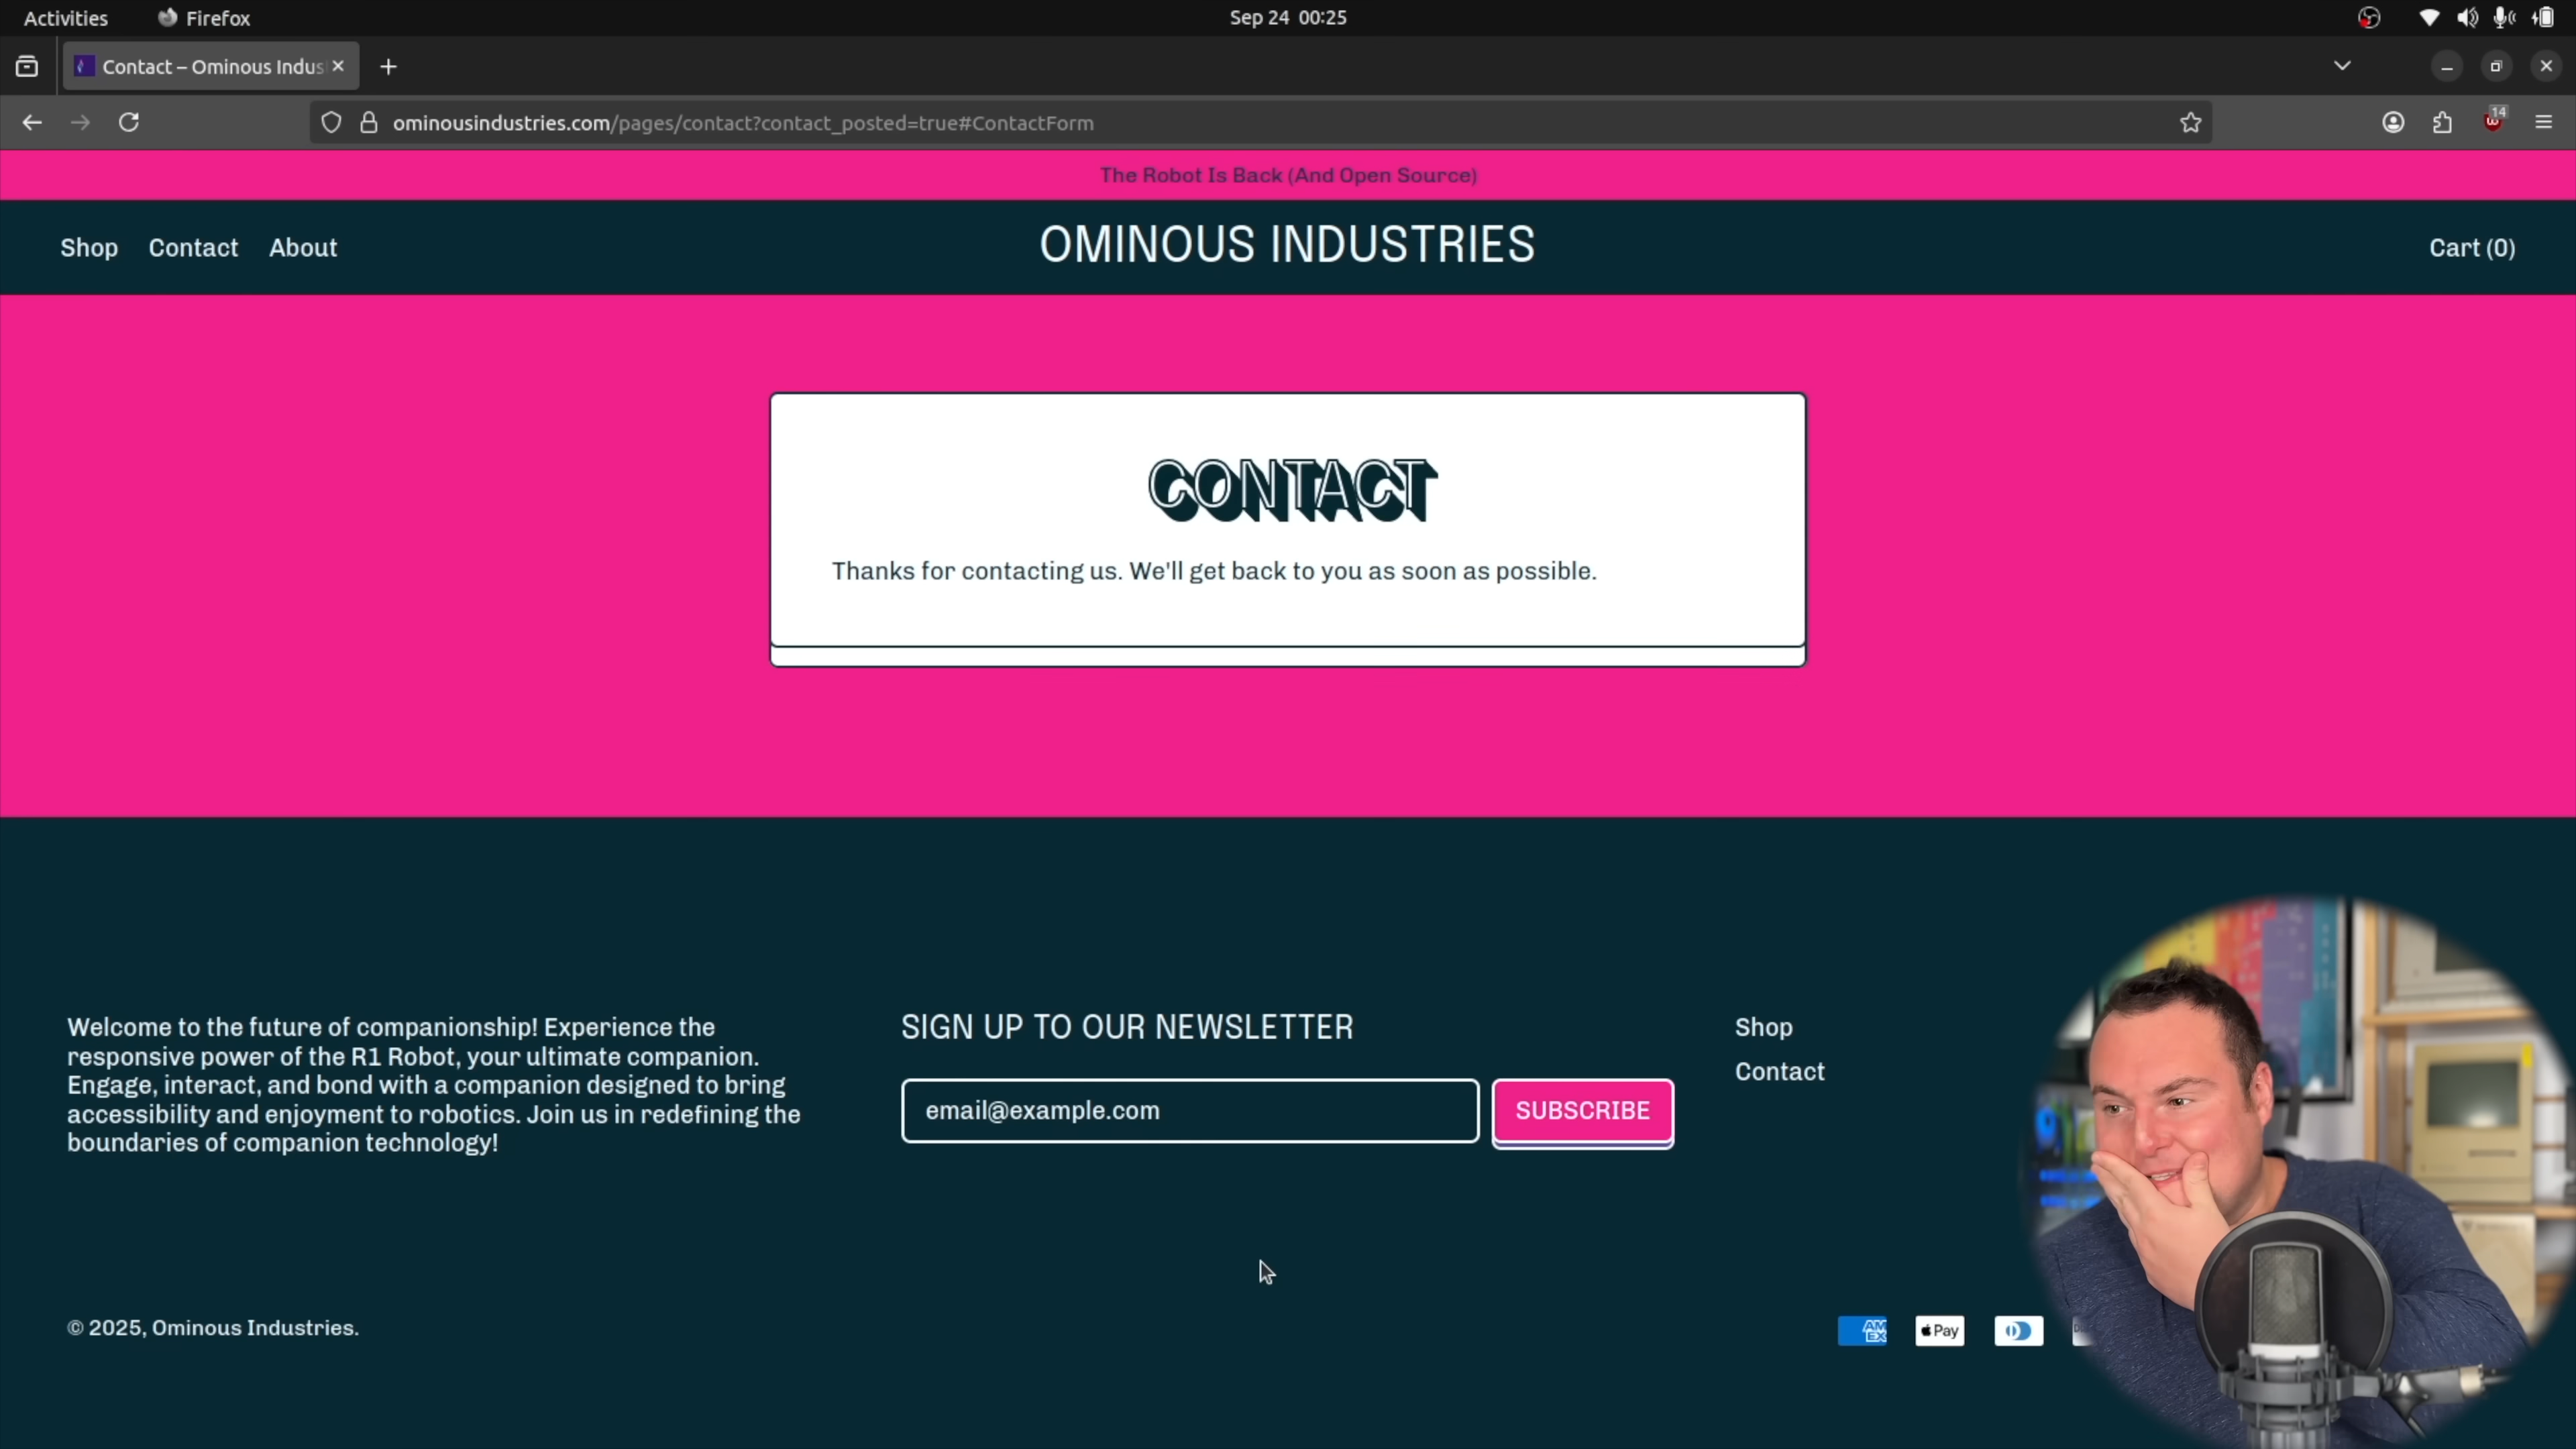 Activities
Firefox
Sep 24 00:25
Contact – Ominous Indus
ominousindustries.com/pages/contact?contact_posted=true#ContactForm
14
The Robot Is Back (And Open Source)
Shop
Contact
About
OMINOUS INDUSTRIES
Cart (0)
CONTACT
Thanks for contacting us. We'll get back to you as soon as possible.
Welcome to the future of companionship! Experience the
responsive power of the R1 Robot, your ultimate companion.
Engage, interact, and bond with a companion designed to bring
accessibility and enjoyment to robotics. Join us in redefining the
boundaries of companion technology!
SIGN UP TO OUR NEWSLETTER
email@example.com
SUBSCRIBE
Shop
Contact
© 2025, Ominous Industries.
AM
EX
Pay